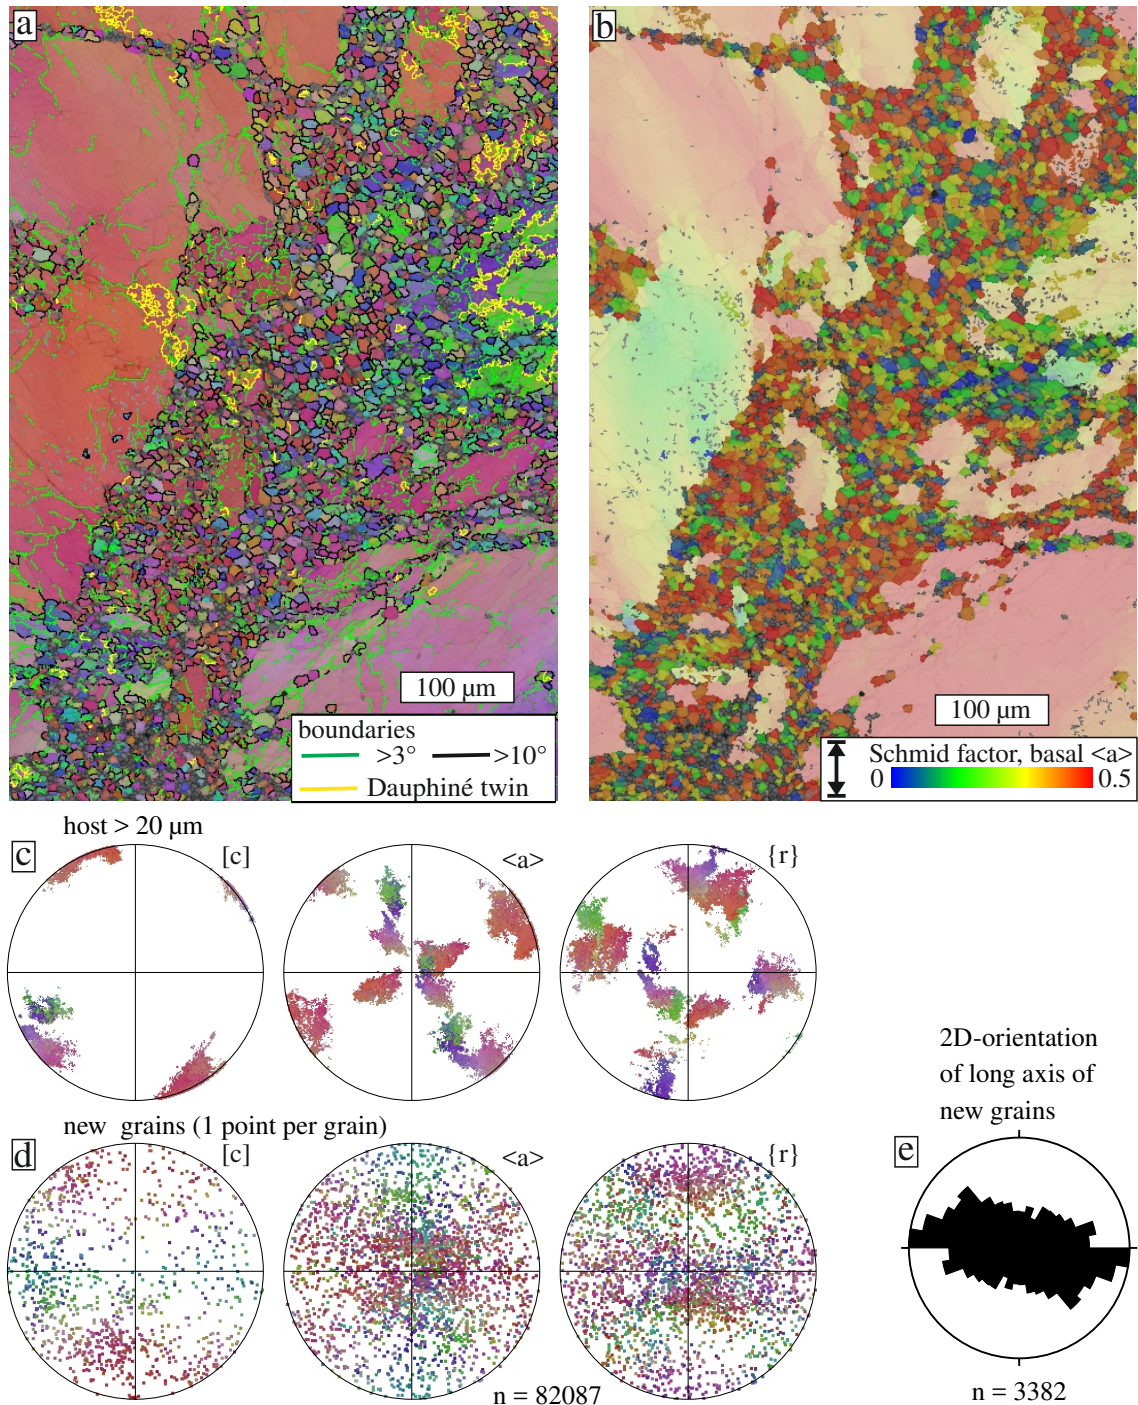 a
b
100 µm
boundaries
>3° >10°
Dauphiné twin
100 µm
Schmid factor, basal <a>
0 0.5
host > 20 µm
c
[c]
<a>
{r}
new grains (1 point per grain)
d
[c]
<a>
{r}
n = 82087
2D-orientation
of long axis of
new grains
e
n = 3382